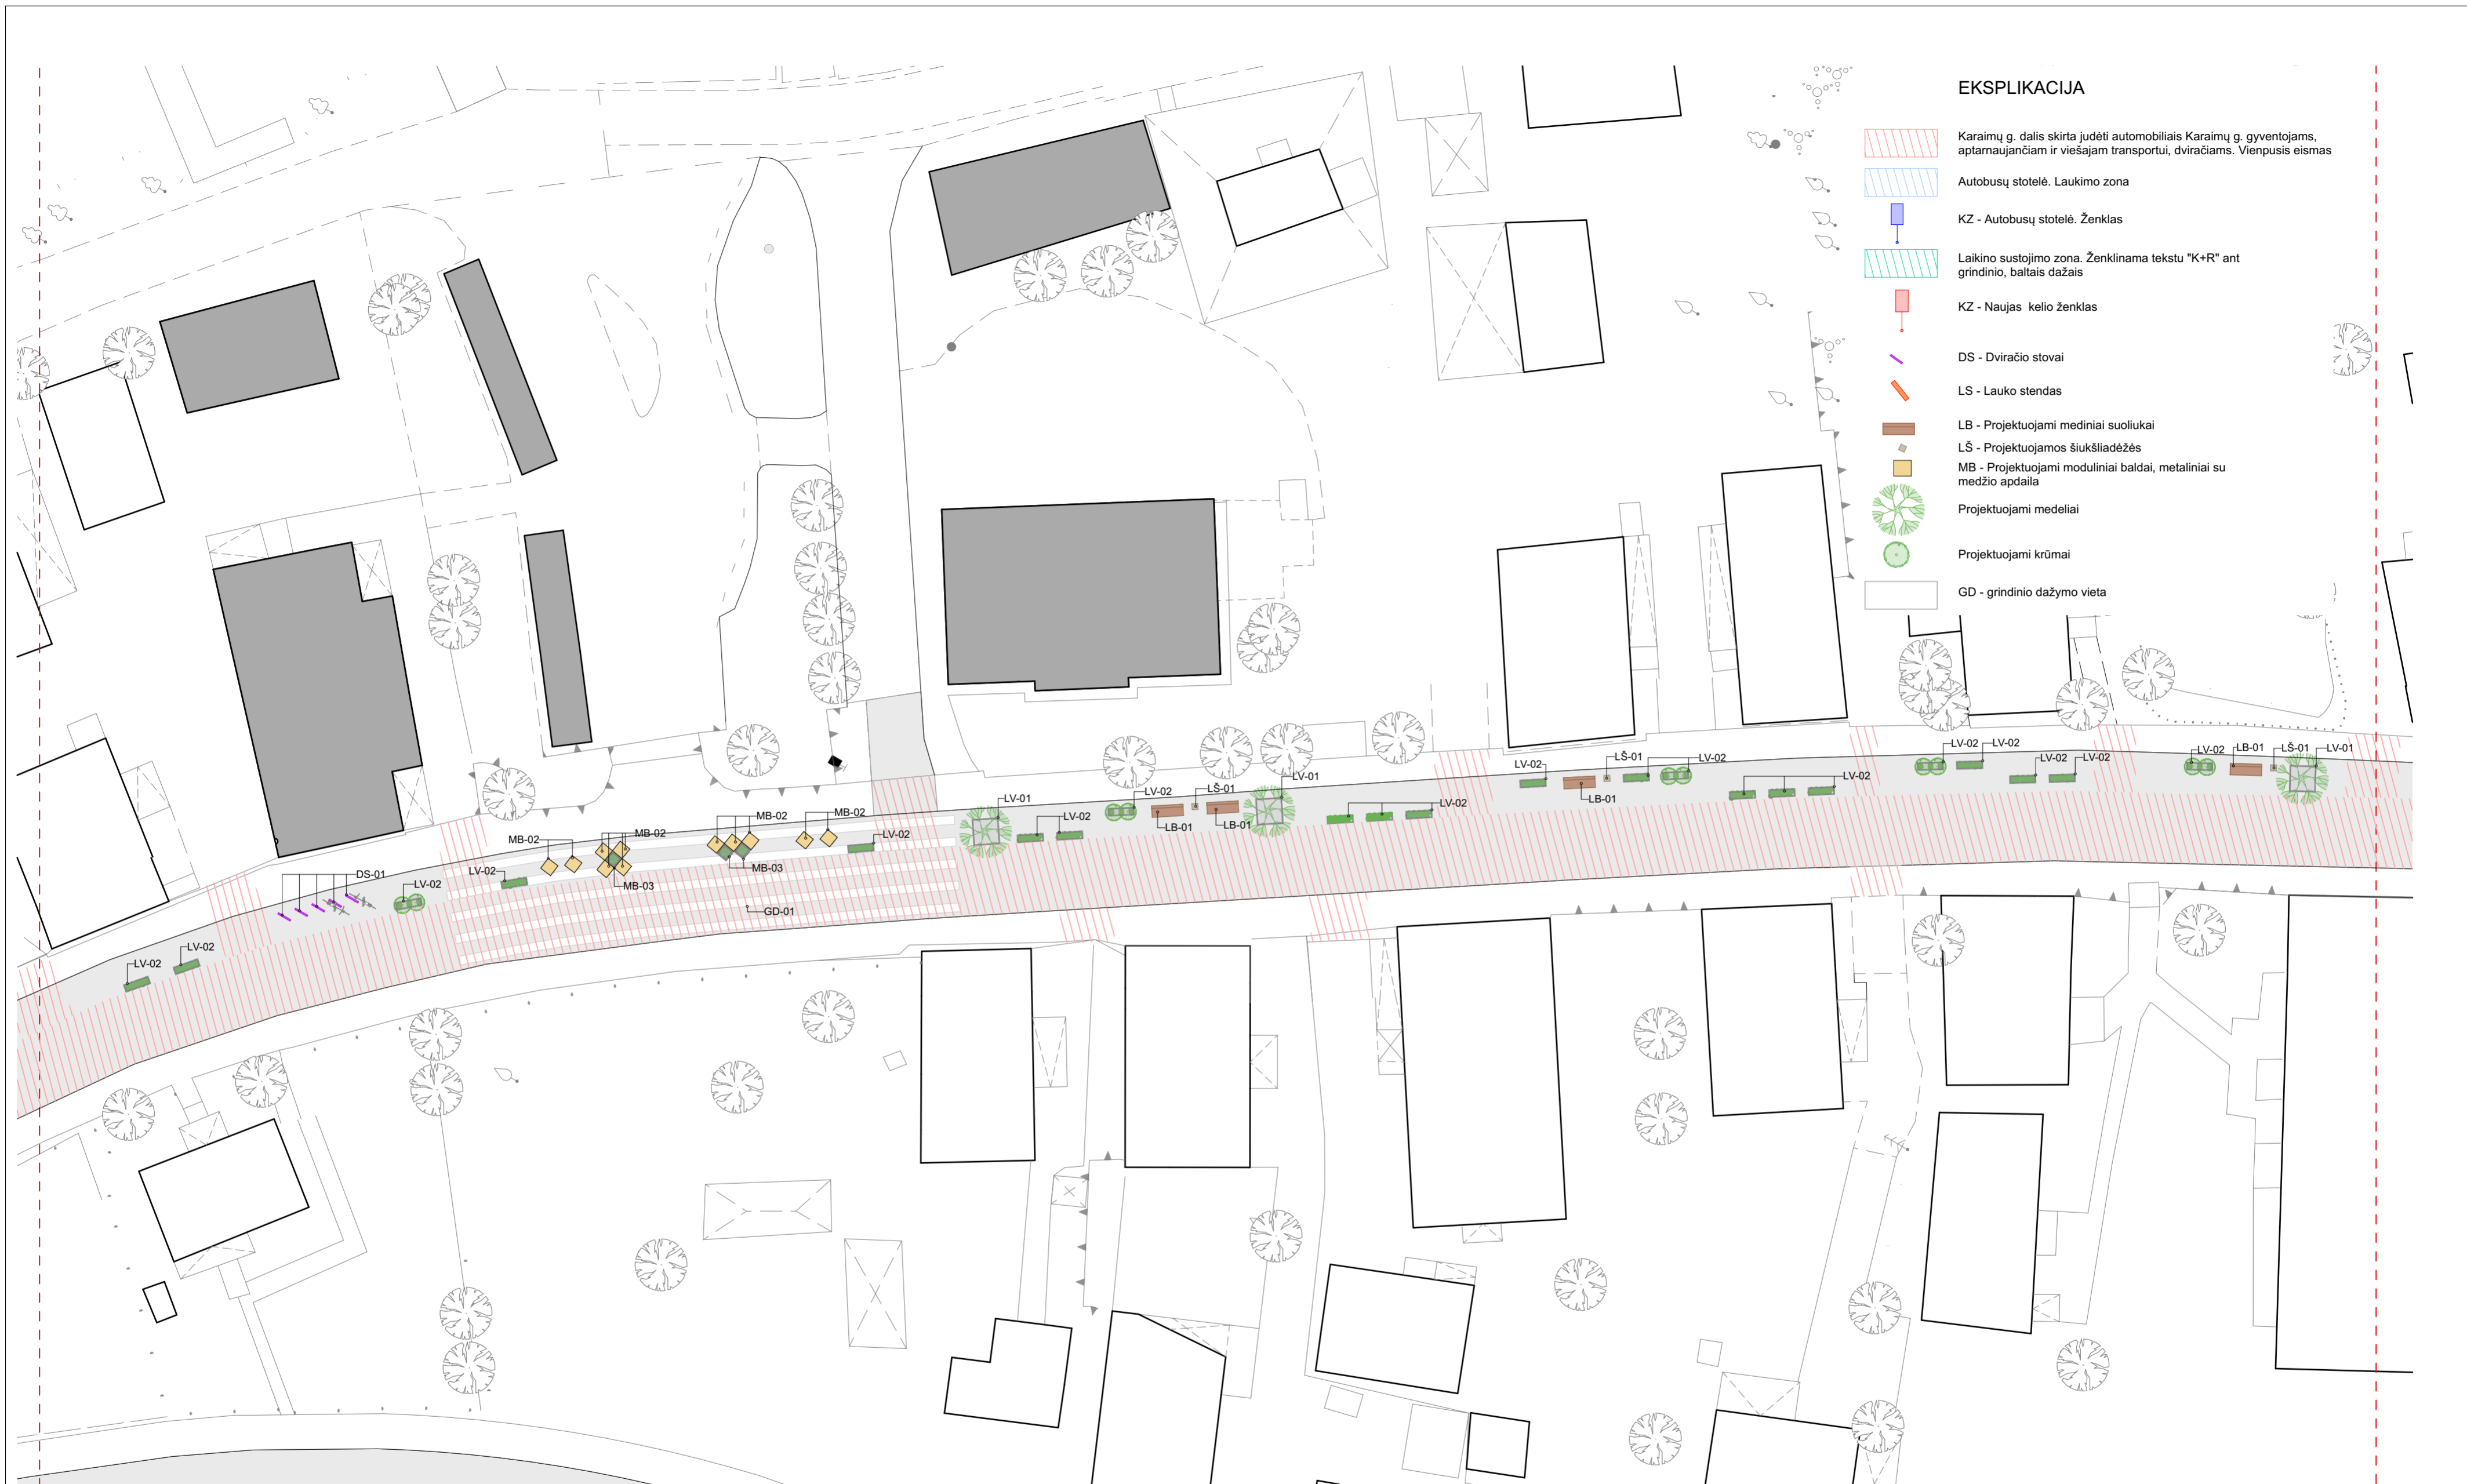 EKSPLIKACIJA
Karaimų g. dalis skirta judėti automobiliais Karaimų g. gyventojams,
aptarnaujančiam ir viešajam transportui, dviračiams. Vienpusis eismas
Autobusų stotelė. Laukimo zona
KZ - Autobusų stotelė. Ženklas
Laikino sustojimo zona. Ženklinama tekstu "K+R" ant
grindinio, baltais dažais
KZ - Naujas kelio ženklas
DS - Dviračio stovai
LS - Lauko stendas
LB - Projektuojami mediniai suoliukai
LŠ - Projektuojamos šiukšliadėžės
MB - Projektuojami moduliniai baldai, metaliniai su
medžio apdaila
Projektuojami medeliai
Projektuojami krūmai
GD - grindinio dažymo vieta
LV-02
LV-02
DS-01
LV-02
LV-02
MB-02
MB-02
MB-03
MB-02
MB-03
MB-02
LV-02
GD-01
LV-01
LV-02
LV-02
LB-01
LŠ-01
LB-01
LV-01
LV-02
LV-02
LB-01
LŠ-01
LV-02
LV-02
LV-02
LV-02
LV-02
LV-02
LV-02
LB-01
LŠ-01
LV-01